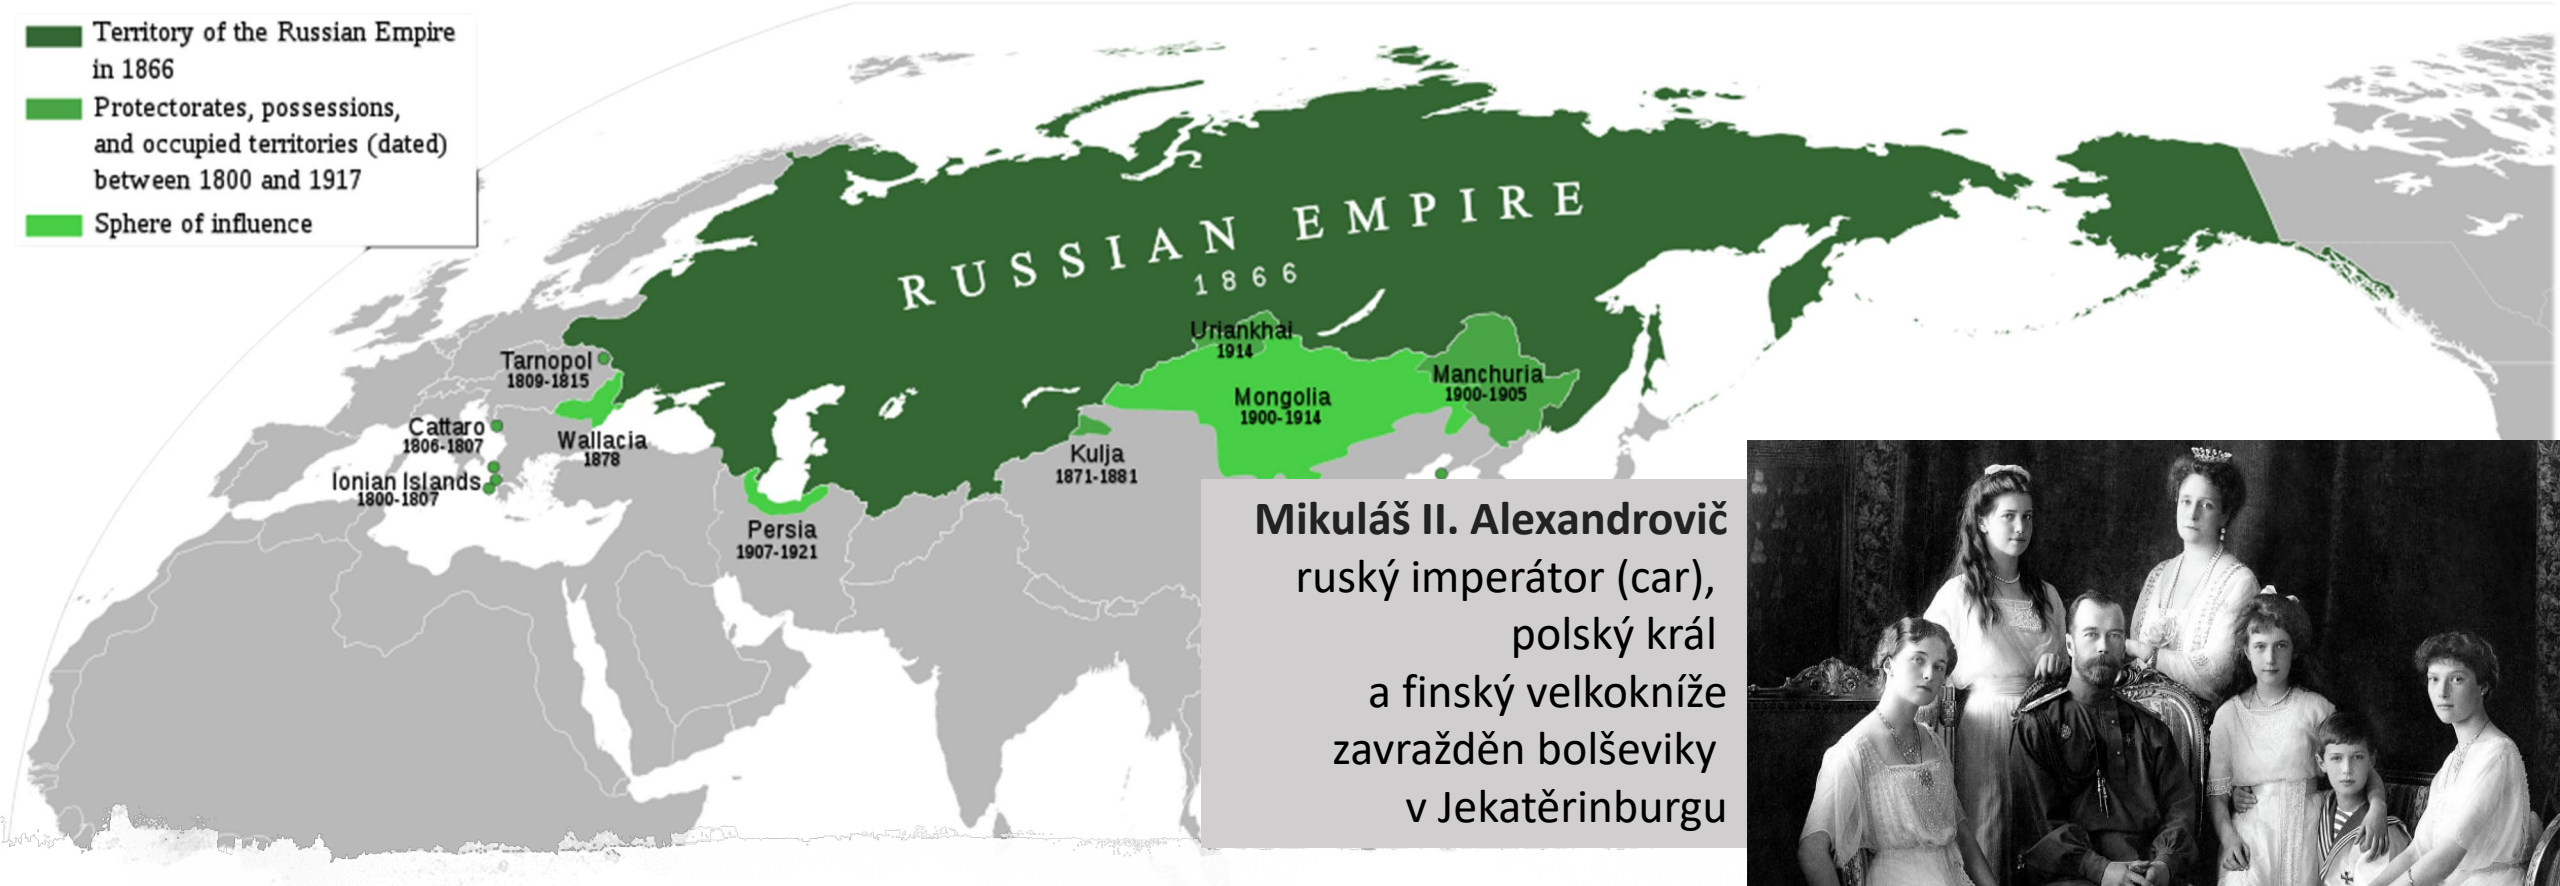 Territory of the Russian Empire
in 1866
Protectorates, possessions,
and occupied territories (dated)
between 1800 and 1917
Sphere of influence
RUSSIAN EMPIRE
1866
Uriankhai
1914
Tarnopol
1809-1815
Manchuria
1900-1905
Mongolia
1900-1914
Cattaro
1806-1807
Wallacia
1878
Kulja
1871-1881
Ionian Islands
1800-1807
Persia
1907-1921
Mikuláš II. Alexandrovič
ruský imperátor (car),
polský král
a finský velkokníže
zavražděn bolševiky
v Jekatěrinburgu